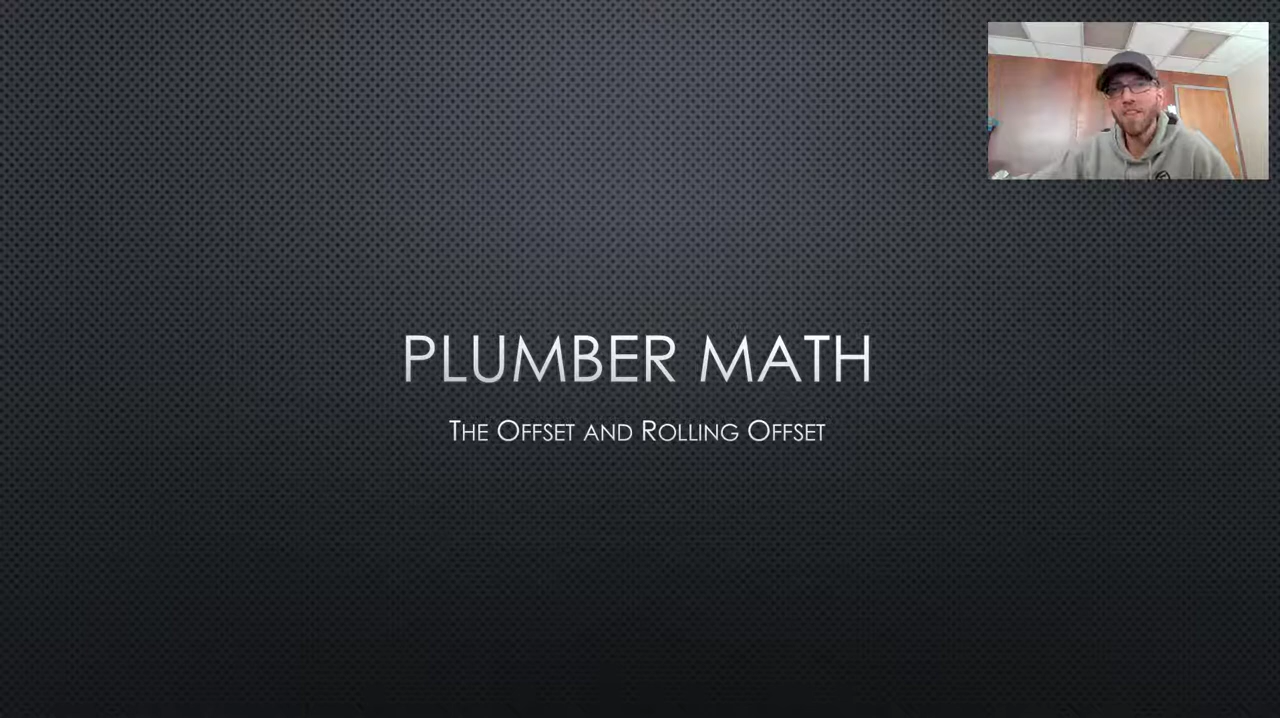 PLUMBER MATH
THE OFFSET AND ROLLING OFFSET